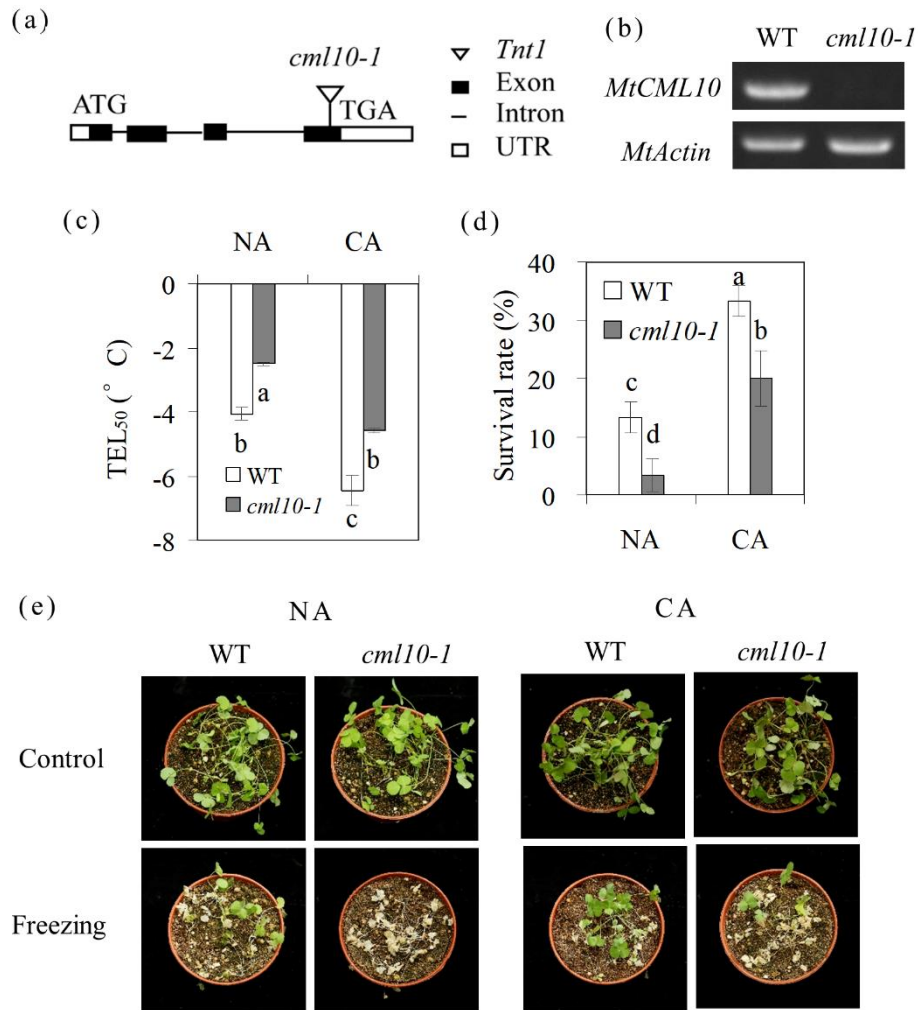 (a)
cml10-1
ATG
TGA
Tnt1
Exon
Intron
UTR
(b)
WT cml10-1
MtCML10
MtActin
(c)
NA CA
0
-2
-4
-6
-8
TEL50 (° C)
a
b
b
c
WT
cml10-1
(d)
40
30
20
10
0
Survival rate (%)
WT
cml10-1
a
b
c
d
NA CA
(e)
NA CA
WT cml10-1 WT cml10-1
Control
Freezing